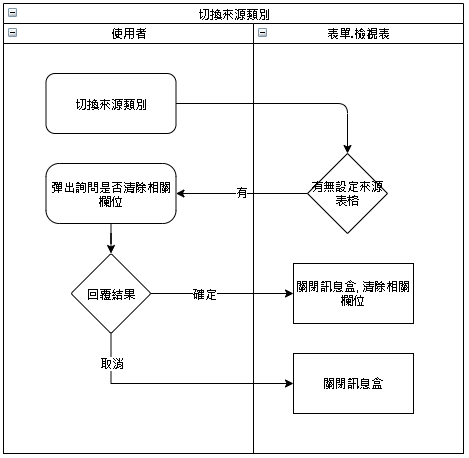 切換來源類別
使用者
表單.檢視表
切換來源類別
有無設定來源
表格
有
彈出詢問是否清除相關
欄位
回覆結果
確定
關閉訊息盒, 清除相關
欄位
取消
關閉訊息盒